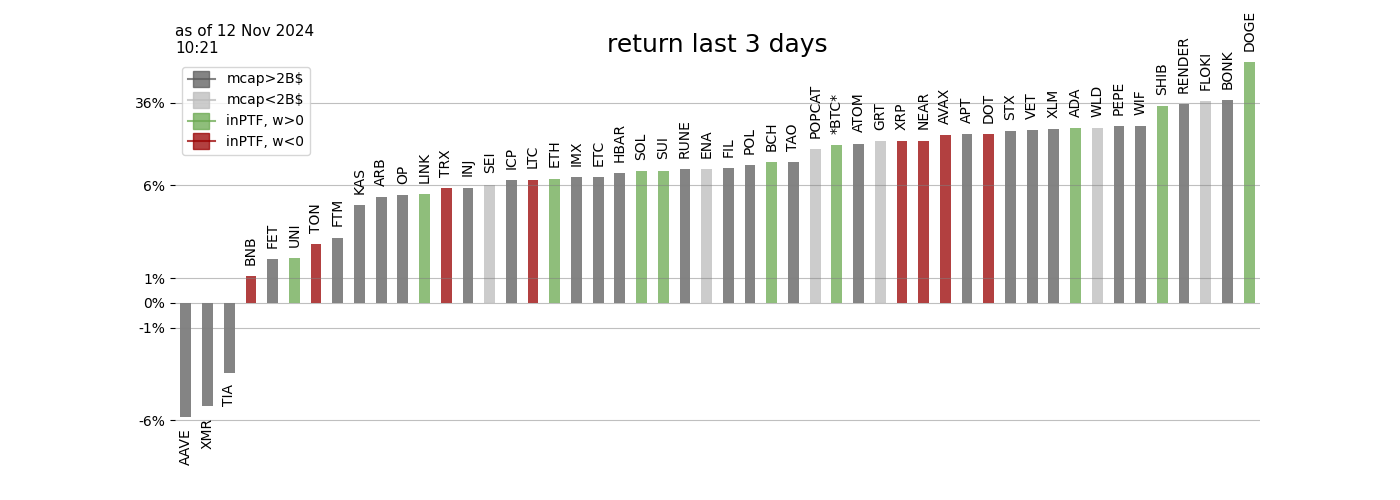 as of 12 Nov 2024
10:21
return last 3 days
mcap>2B$
mcap<2B$
inPTF, w>0
inPTF, w<0
36%
6%
1%
0%
-1%
-6%
AAVE
XMR
TIA
BNB
FET
UNI
TON
FTM
KAS
ARB
OP
LINK
TRX
INJ
SEI
ICP
LTC
ETH
IMX
ETC
HBAR
SOL
SUI
RUNE
ENA
FIL
POL
BCH
TAO
POPCAT
*BTC*
ATOM
GRT
XRP
NEAR
AVAX
APT
DOT
STX
VET
XLM
ADA
WLD
PEPE
WIF
SHIB
RENDER
FLOKI
BONK
DOGE